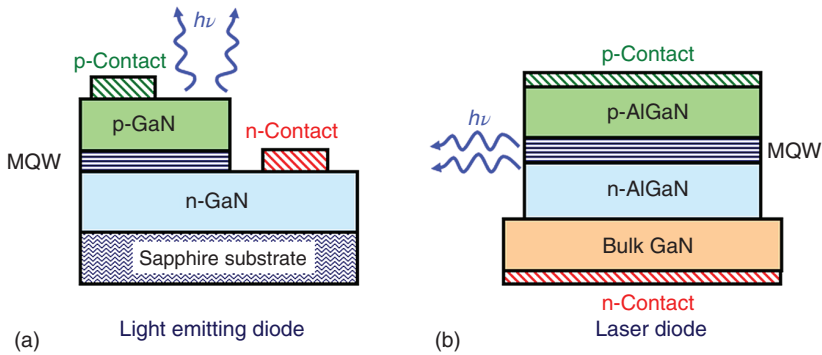 hν
p-Contact
p-GaN
n-Contact
MQW
n-GaN
Sapphire substrate
(a)
Light emitting diode
p-Contact
p-AlGaN
hν
MQW
n-AlGaN
Bulk GaN
n-Contact
(b)
Laser diode